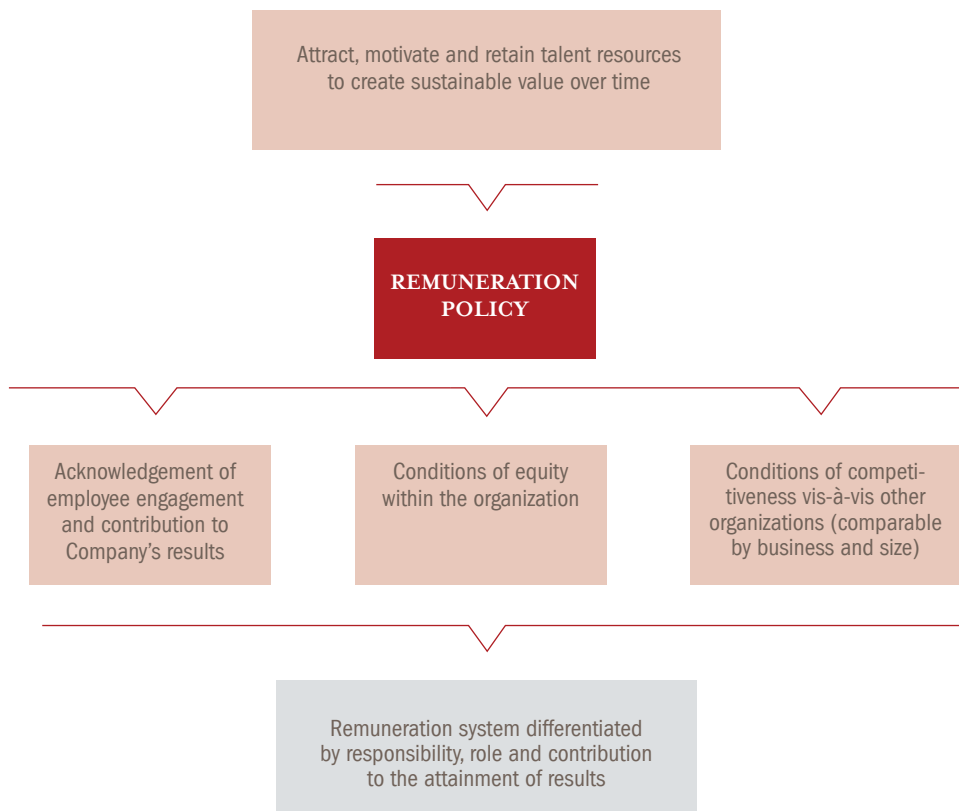 Attract, motivate and retain talent resources
to create sustainable value over time
REMUNERATION
POLICY
Acknowledgement of
employee engagement
and contribution to
Company’s results
Conditions of equity
within the organization
Conditions of competi-
tiveness vis-à-vis other
organizations (comparable
by business and size)
Remuneration system differentiated
by responsibility, role and contribution
to the attainment of results